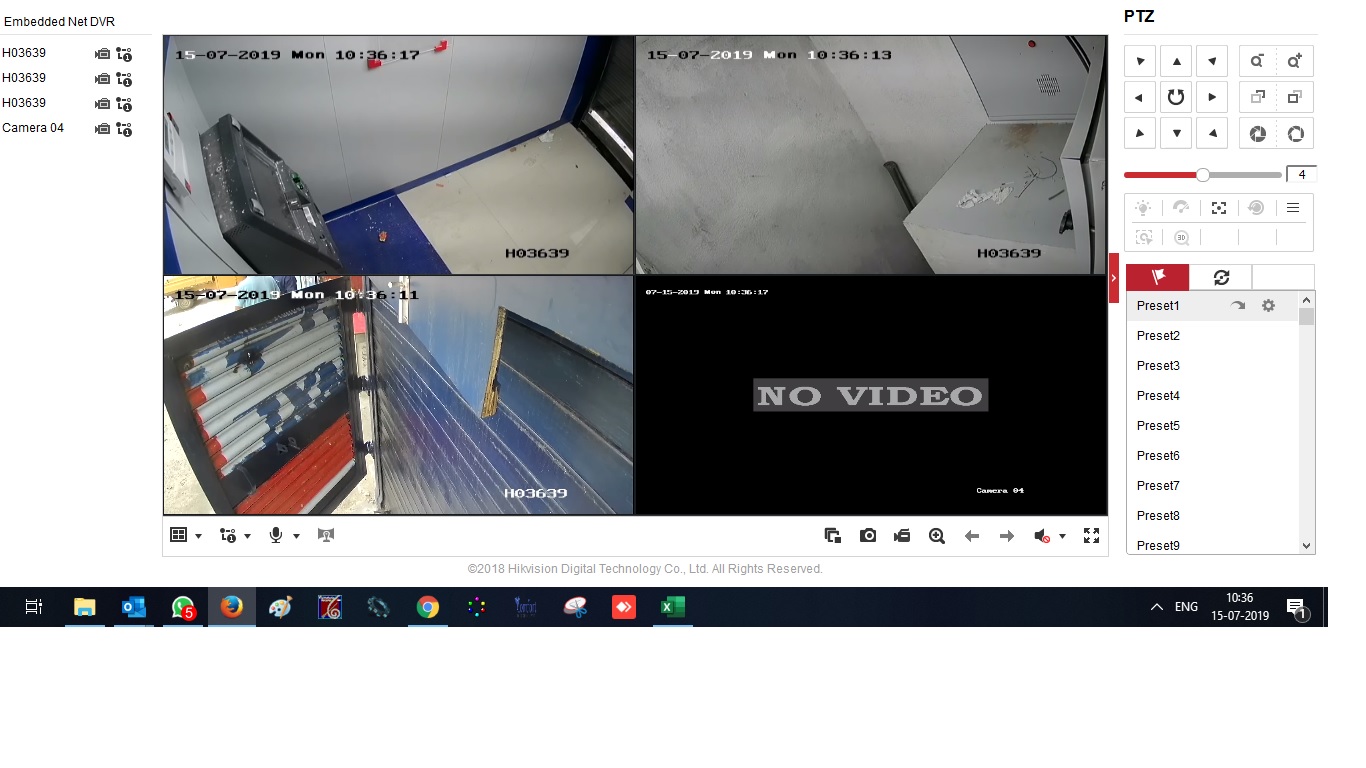 Embedded Net DVR
H03639
H03639
H03639
Camera 04
15-07-2019 Mon 10:36:17
H03639
15-07-2019 Mon 10:36:13
H03639
15-07-2019 Mon 10:36:11
H03639
07-15-2019 Mon 10:36:17
NO VIDEO
Camera 04
PTZ
4
3D
Preset1
Preset2
Preset3
Preset4
Preset5
Preset6
Preset7
Preset8
Preset9
©2018 Hikvision Digital Technology Co., Ltd. All Rights Reserved.
5
ENG
10:36
15-07-2019
1